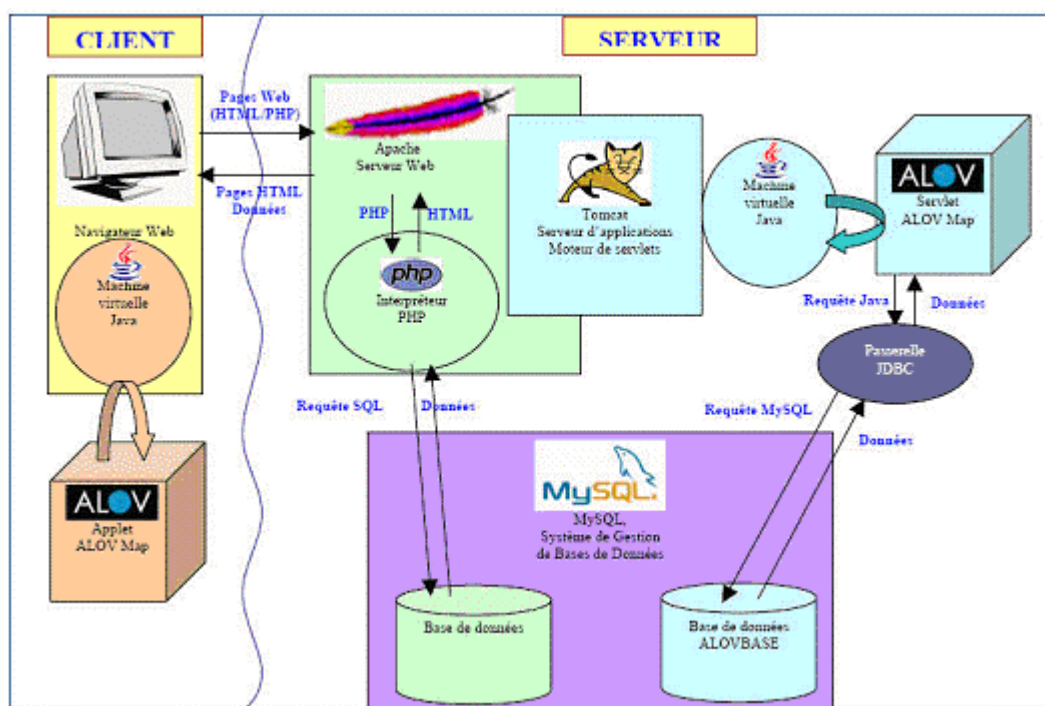 CLIENT
SERVEUR
Pages Web
(HTML/PHP)
Apache
Serveur Web
Pages HTML
Données
PHP
HTML
php
Interpréteur
PHP
Navigateur Web
Java
Machine
virtuelle
Java
ALOV
Applet
ALOV Map
Tomcat
Serveur d'applications
Moteur de servlets
Java
Machine
virtuelle
Java
ALOV
Servlet
ALOV Map
Requête Java
Données
Passerelle
JDBC
Requête SQL
Données
Requête MySQL
Données
MySQL
MySQL,
Système de Gestion
de Bases de Données
Base de données
Base de données
ALOVBASE